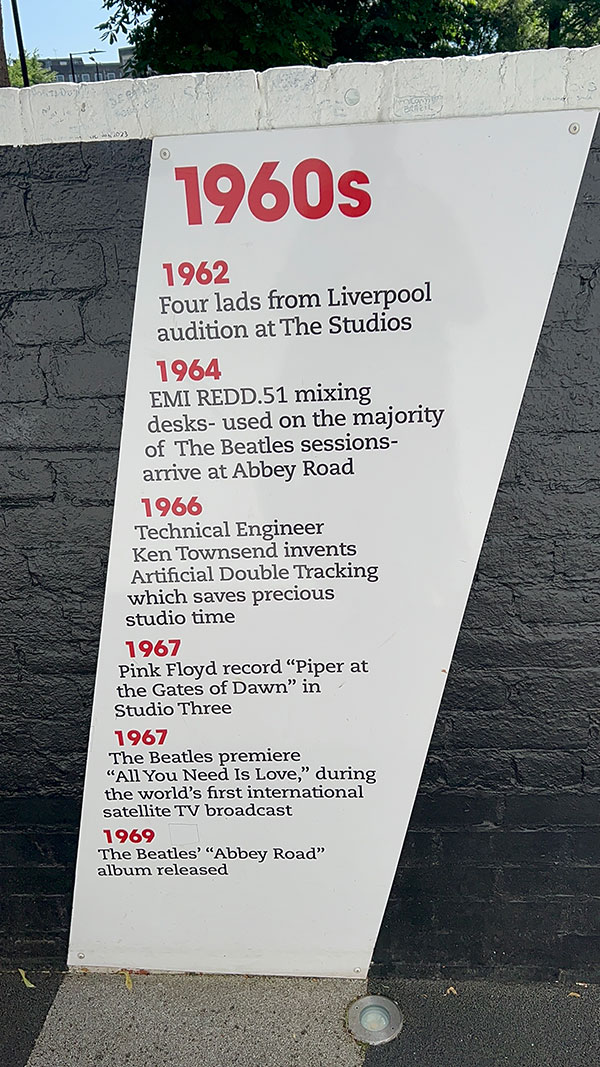 1960s
1962
Four lads from Liverpool
audition at The Studios
1964
EMI REDD.51 mixing
desks- used on the majority
of The Beatles sessions-
arrive at Abbey Road
1966
Technical Engineer
Ken Townsend invents
Artificial Double Tracking
which saves precious
studio time
1967
Pink Floyd record “Piper at
the Gates of Dawn” in
Studio Three
1967
The Beatles premiere
“All You Need Is Love,” during
the world’s first international
satellite TV broadcast
1969
The Beatles’ “Abbey Road”
album released